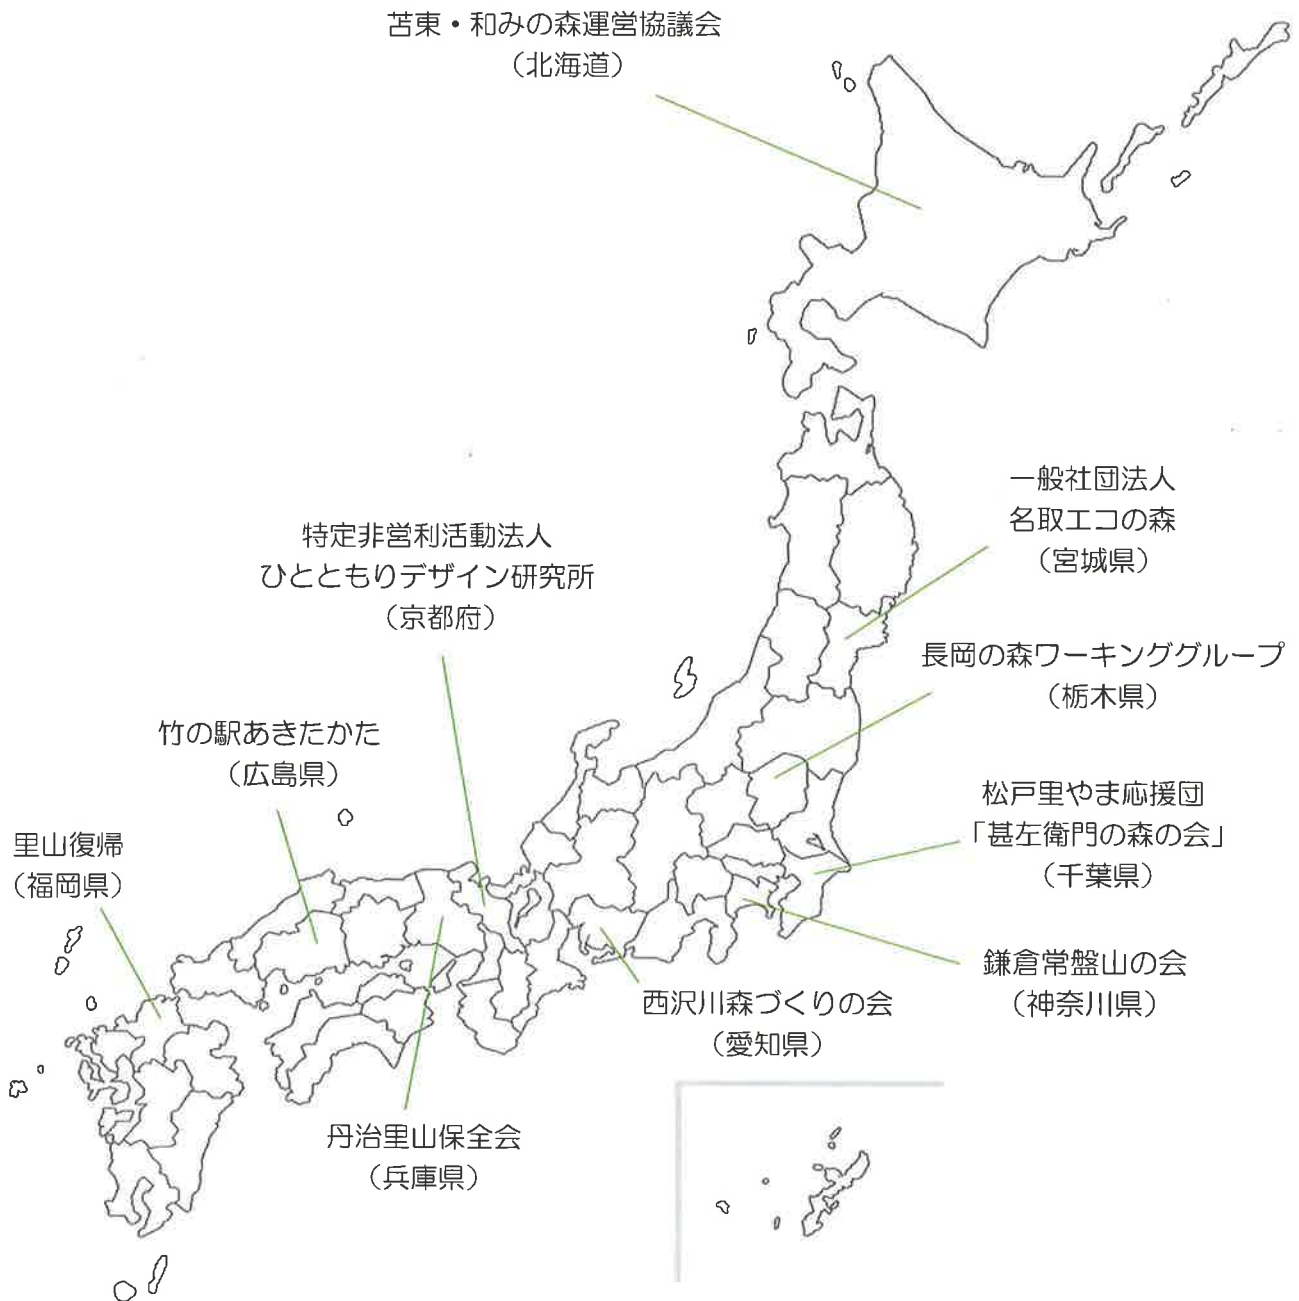 苫東・和みの森運営協議会
（北海道）
一般社団法人
名取エコの森
（宮城県）
特定非営利活動法人
ひとともりデザイン研究所
（京都府）
長岡の森ワーキンググループ
（栃木県）
竹の駅あきたかた
（広島県）
松戸里やま応援団
「甚左衛門の森の会」
（千葉県）
里山復帰
（福岡県）
鎌倉常盤山の会
（神奈川県）
西沢川森づくりの会
（愛知県）
丹治里山保全会
（兵庫県）